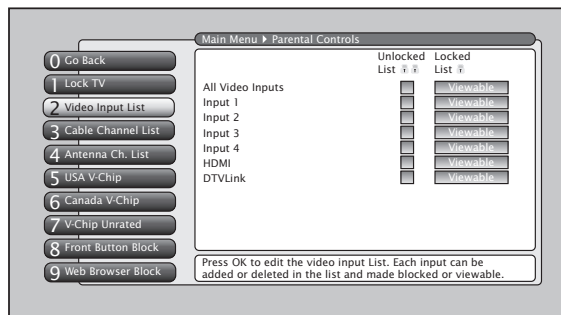 Main Menu ▶ Parental Controls
0 Go Back
1 Lock TV
2 Video Input List
3 Cable Channel List
4 Antenna Ch. List
5 USA V-Chip
6 Canada V-Chip
7 V-Chip Unrated
8 Front Button Block
9 Web Browser Block
Unlocked Locked
List List
All Video Inputs Viewable
Input 1 Viewable
Input 2 Viewable
Input 3 Viewable
Input 4 Viewable
HDMI Viewable
DTVLink Viewable
Press OK to edit the video input List. Each input can be
added or deleted in the list and made blocked or viewable.